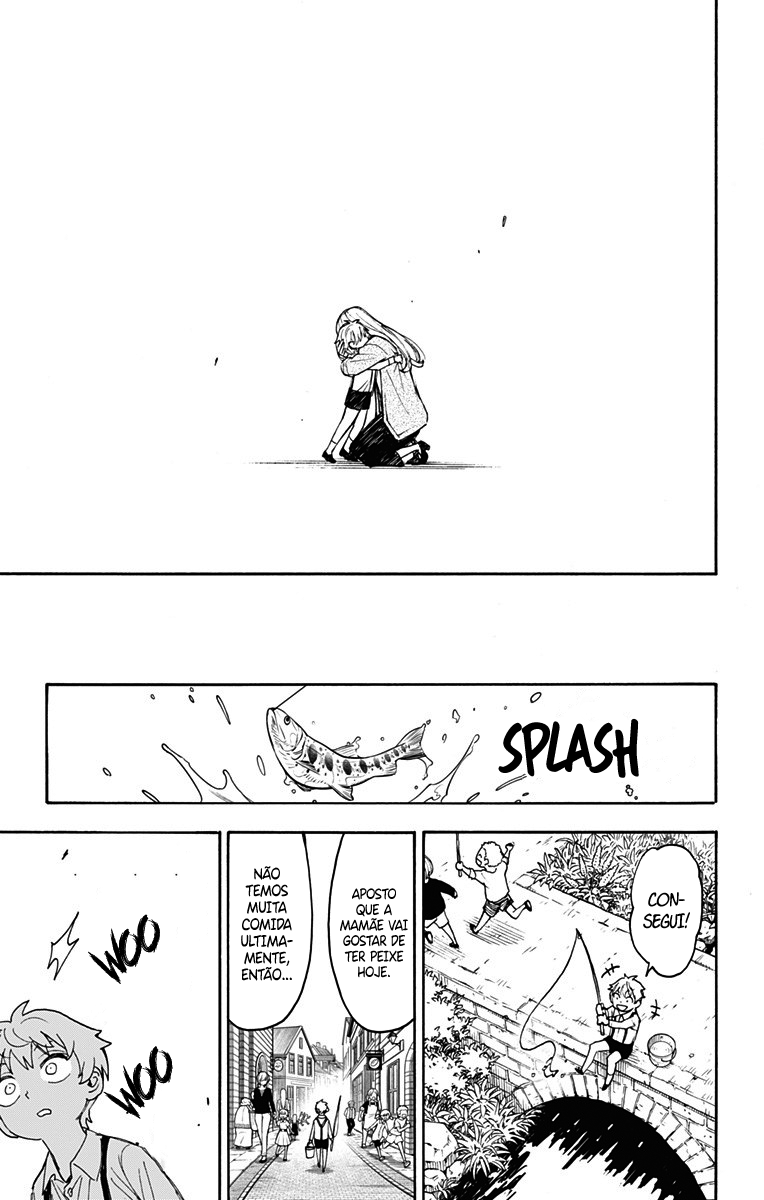 SPLASH
CON-
SEGUI!
APOSTO
QUE A
MAMÃE VAI
GOSTAR DE
TER PEIXE
HOJE.
NÃO
TEMOS
MUITA
COMIDA
ULTIMA-
MENTE,
ENTÃO...
WOO
WOO